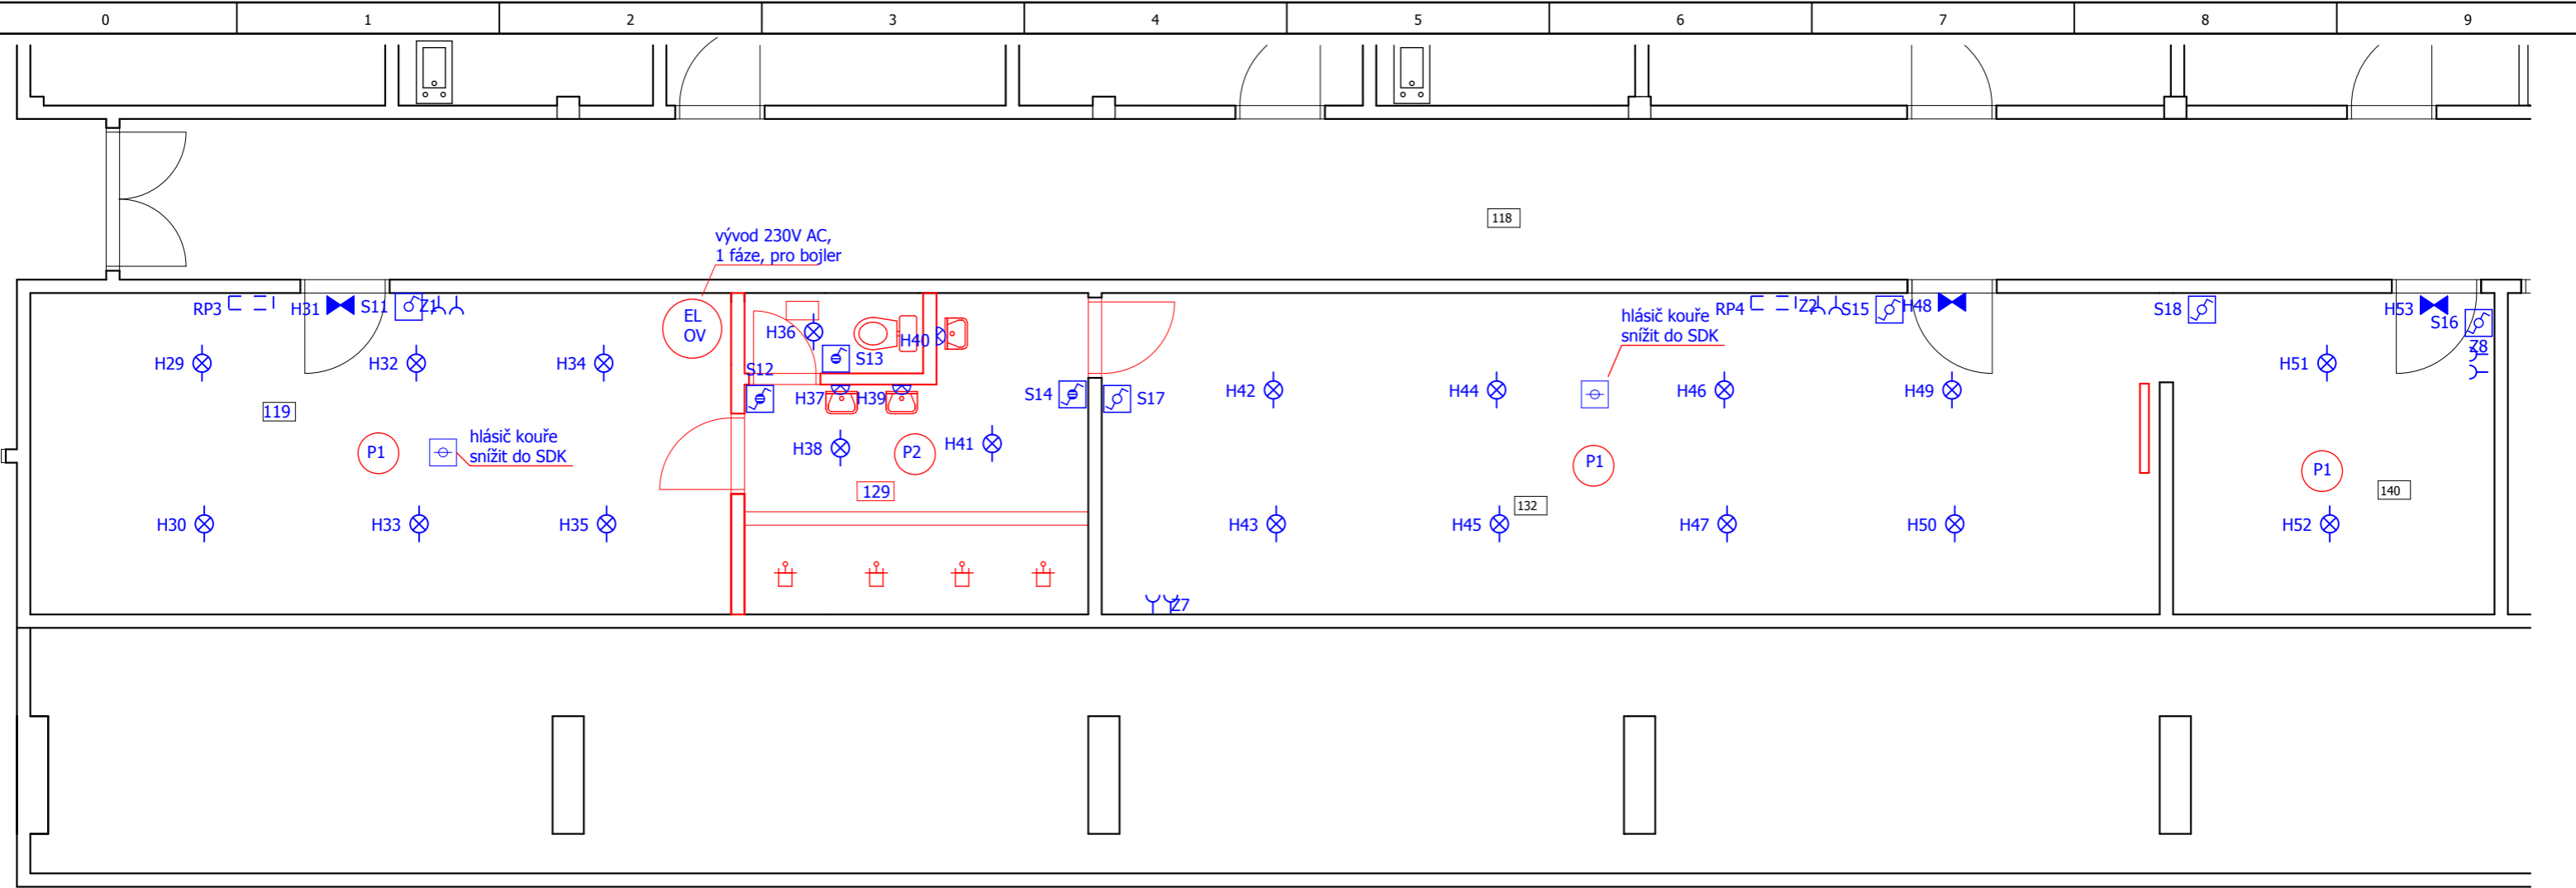 0 1 2 3 4 5 6 7 8 9
118
vývod 230V AC,
1 fáze, pro bojler
RP3 H31 S11 Z1
EL
OV
H36 H40
S13
S12
H29 H32 H34
119
P1
hlásič kouře
snížit do SDK
H37 H39
H38 P2 H41
129
S14 S17
H30 H33 H35
hlásič kouře
snížit do SDK
RP4 Z2 S15 H48
S18 H53 S16
Z8
H42 H44 H46 H49 H51
P1
P1
132
140
H43 H45 H47 H50 H52
Z7